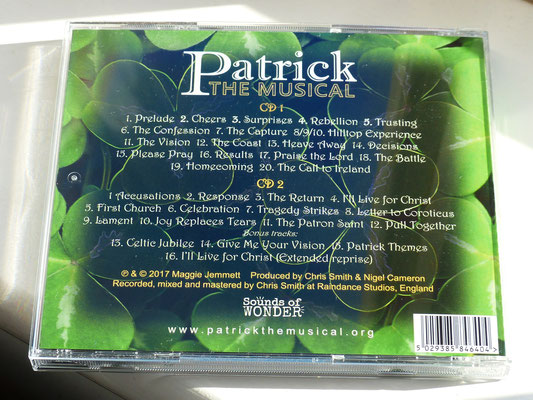 Patrick
THE MUSICAL
CD 1
1. Prelude 2. Cheers 3. Surprises 4. Rebellion 5. Trusting
6. The Confession 7. The Capture 8/9/10. Hilltop Experience
11. The Vision 12. The Coast 13. Heave Away 14. Decisions
15. Please Pray 16. Results 17. Praise the Lord 18. The Battle
19. Homecoming 20. The Call to Ireland
CD 2
1 Accusations 2. Response 3. The Return 4. I'll Live for Christ
5. First Church 6. Celebration 7. Tragedy Strikes 8. Letter to Coroticus
9. Lament 10. Joy Replaces Tears 11. The Patron Saint 12. Pull Together
Bonus tracks:
13. Celtic Jubilee 14. Give Me Your Vision 15. Patrick Themes
16. I'll Live for Christ (Extended reprise)
℗ & © 2017 Maggie Jemmett Produced by Chris Smith & Nigel Cameron
Recorded, mixed and mastered by Chris Smith at Raindance Studios, England
Sounds of
WONDER
www.patrickthemusical.org
5 029385 846404 >